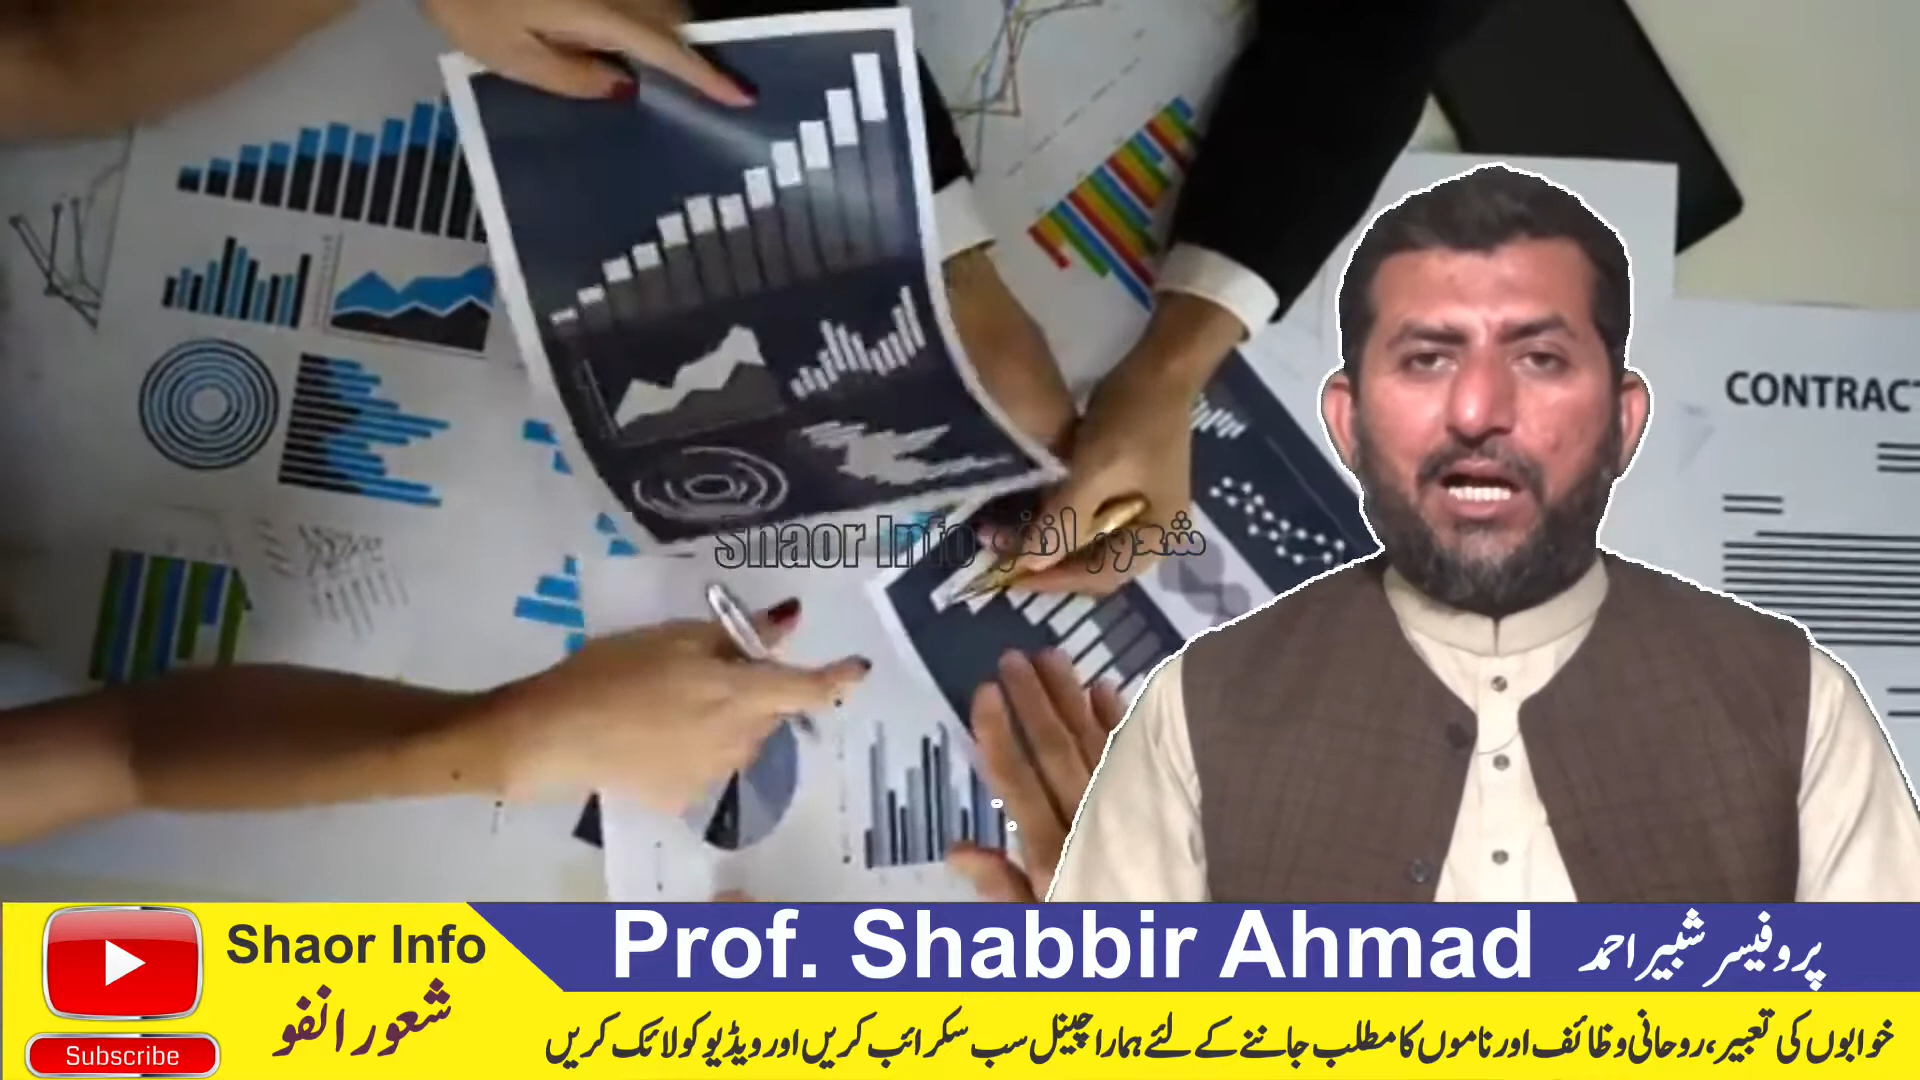 CONTRACT
Shaor Info شعور انفو
Shaor Info
شعور انفو
Subscribe
Prof. Shabbir Ahmad پروفیسر شبیر احمد
خوابوں کی تعبیر، روحانی وظائف اور ناموں کا مطلب جاننے کے لئے ہمارا چینل سب سکرائب کریں اور ویڈیو کو لائک کریں